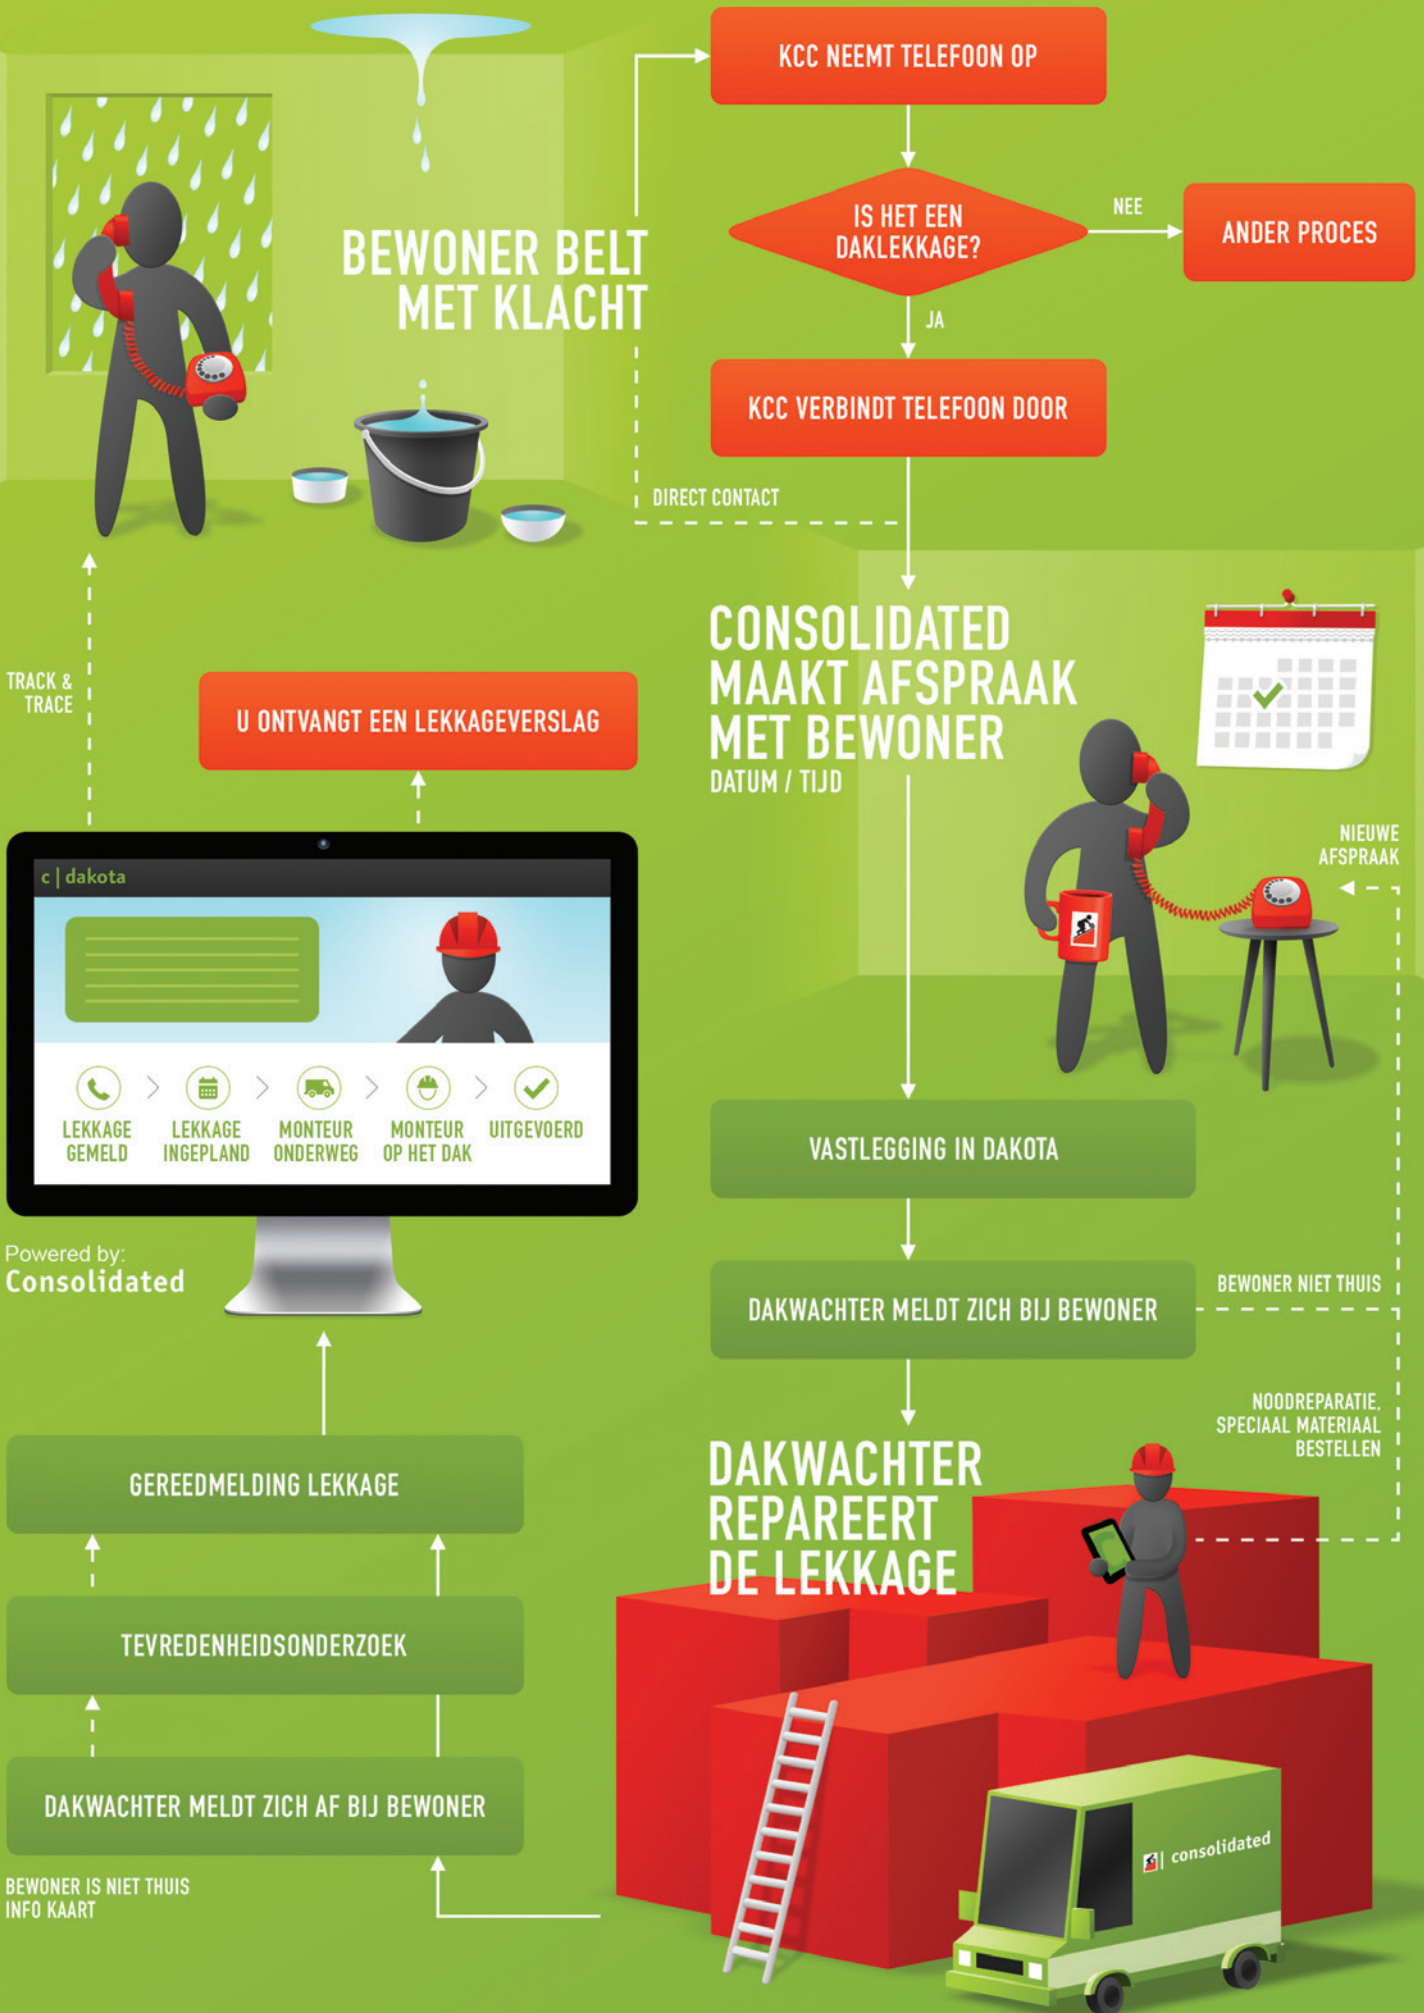 KCC NEEMT TELEFOON OP
IS HET EEN
DAKLEKKAGE?
NEE
ANDER PROCES
BEWONER BELT
MET KLACHT
JA
KCC VERBINDT TELEFOON DOOR
DIRECT CONTACT
CONSOLIDATED
MAAKT AFSPRAAK
MET BEWONER
DATUM / TIJD
NIEUWE
AFSPRAAK
VASTLEGGING IN DAKOTA
DAKWACHTER MELDT ZICH BIJ BEWONER
BEWONER NIET THUIS
NOODREPARATIE,
SPECIAAL MATERIAAL
BESTELLEN
DAKWACHTER
REPAREERT
DE LEKKAGE
consolidated
BEWONER IS NIET THUIS
INFO KAART
DAKWACHTER MELDT ZICH AF BIJ BEWONER
TEVREDENHEIDSONDERZOEK
GEREEDMELDING LEKKAGE
Powered by:
Consolidated
c | dakota
LEKKAGE
GEMELD
LEKKAGE
INGEPLAND
MONTEUR
ONDERWEG
MONTEUR
OP HET DAK
UITGEVOERD
TRACK &
TRACE
U ONTVANGT EEN LEKKAGEVERSLAG